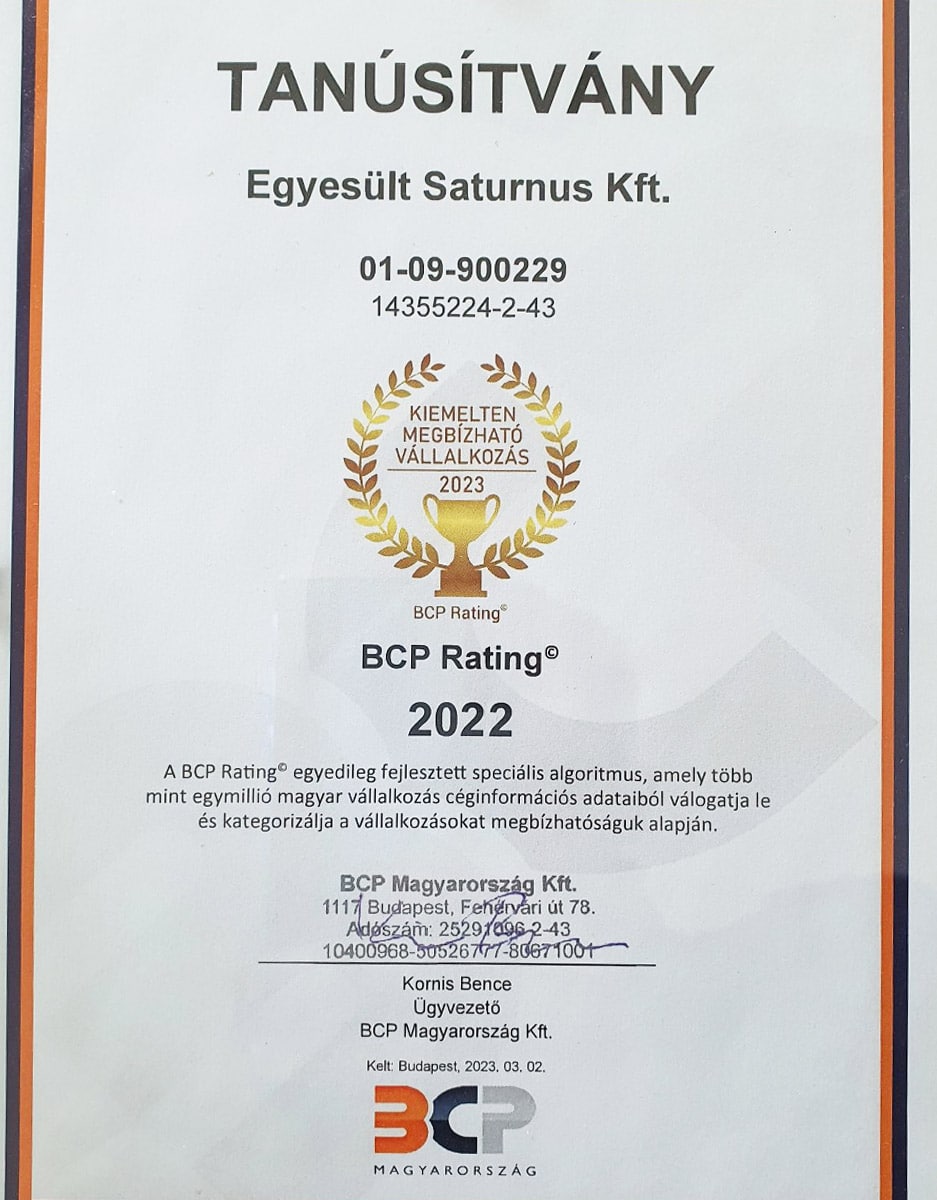 TANÚSÍTVÁNY
Egyesült Saturnus Kft.
01-09-900229
14355224-2-43
KIEMELTEN
MEGBÍZHATÓ
VÁLLALKOZÁS
2023
BCP Rating©
BCP Rating©
2022
A BCP Rating© egyedileg fejlesztett speciális algoritmus, amely több
mint egymillió magyar vállalkozás céginformációs adataiból válogatja le
és kategorizálja a vállalkozásokat megbízhatóságuk alapján.
BCP Magyarország Kft.
1117 Budapest, Fehérvári út 78.
Adószám: 25291096-2-43
10400968-50526777-80671001
Kornis Bence
Ügyvezető
BCP Magyarország Kft.
Kelt: Budapest, 2023. 03. 02.
BCP
MAGYARORSZÁG